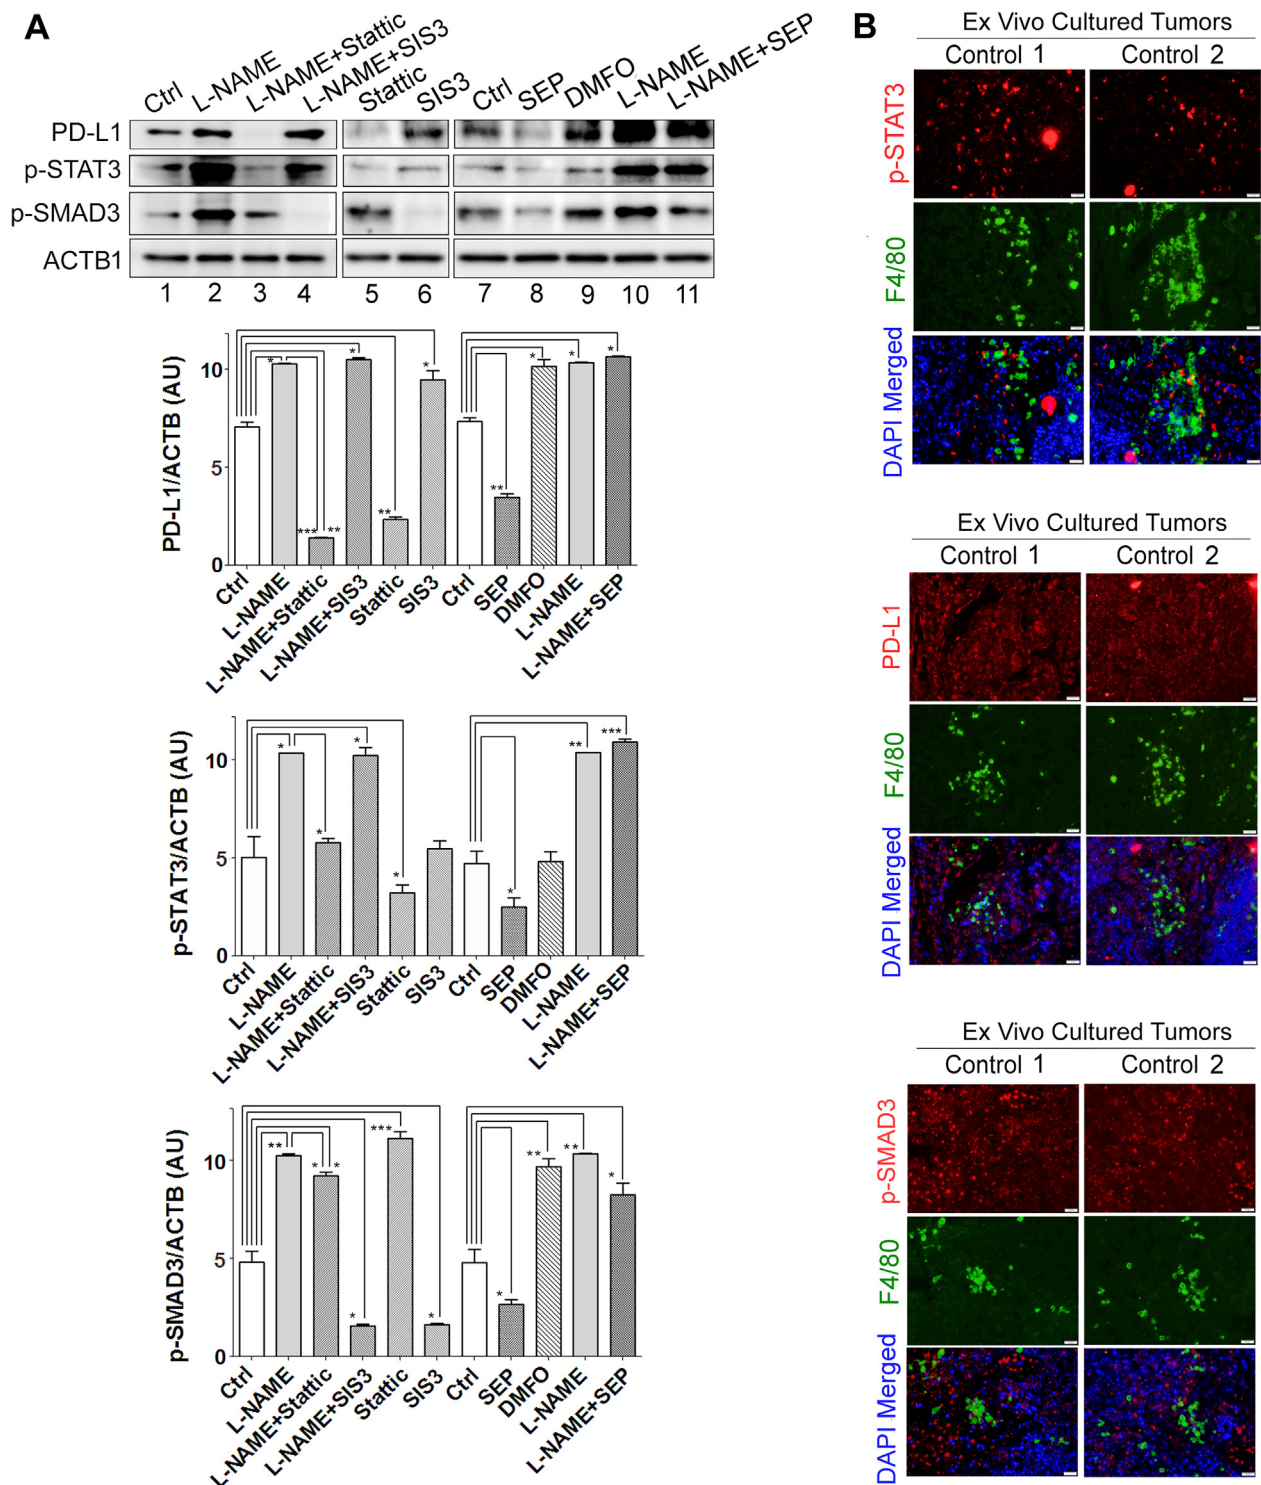 A
Ctrl L-NAME L-NAME+Stattic L-NAME+SIS3 Stattic SIS3 Ctrl SEP DMFO L-NAME L-NAME+SEP
PD-L1
p-STAT3
p-SMAD3
ACTB1
1 2 3 4 5 6 7 8 9 10 11
PD-L1/ACTB (AU)
10
5
0
* *** ** * ** * ** * * *
Ctrl L-NAME L-NAME+Stattic L-NAME+SIS3 Stattic SIS3 Ctrl SEP DMFO L-NAME L-NAME+SEP
p-STAT3/ACTB (AU)
10
5
0
* * * * * ** ***
Ctrl L-NAME L-NAME+Stattic L-NAME+SIS3 Stattic SIS3 Ctrl SEP DMFO L-NAME L-NAME+SEP
p-SMAD3/ACTB (AU)
10
5
0
** * * * *** * * ** ** *
Ctrl L-NAME L-NAME+Stattic L-NAME+SIS3 Stattic SIS3 Ctrl SEP DMFO L-NAME L-NAME+SEP
B
Ex Vivo Cultured Tumors
Control 1 Control 2
p-STAT3
F4/80
DAPI Merged
Ex Vivo Cultured Tumors
Control 1 Control 2
PD-L1
F4/80
DAPI Merged
Ex Vivo Cultured Tumors
Control 1 Control 2
p-SMAD3
F4/80
DAPI Merged